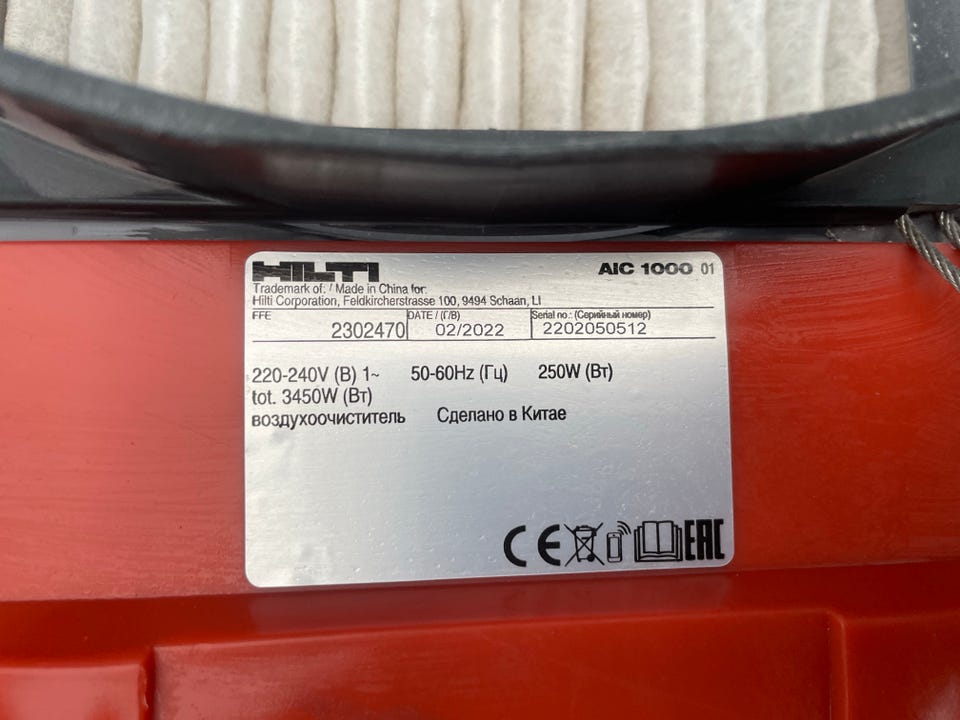 HILTI AIC 1000 01
Trademark of: / Made in China for:
Hilti Corporation, Feldkircherstrasse 100, 9494 Schaan, LI
FFE DATE / (Г/В) Serial no.: (Серийный номер)
2302470 02/2022 2202050512
220-240V (В) 1~ 50-60Hz (Гц) 250W (Вт)
tot. 3450W (Вт)
воздухоочиститель Сделано в Китае
CE EAC